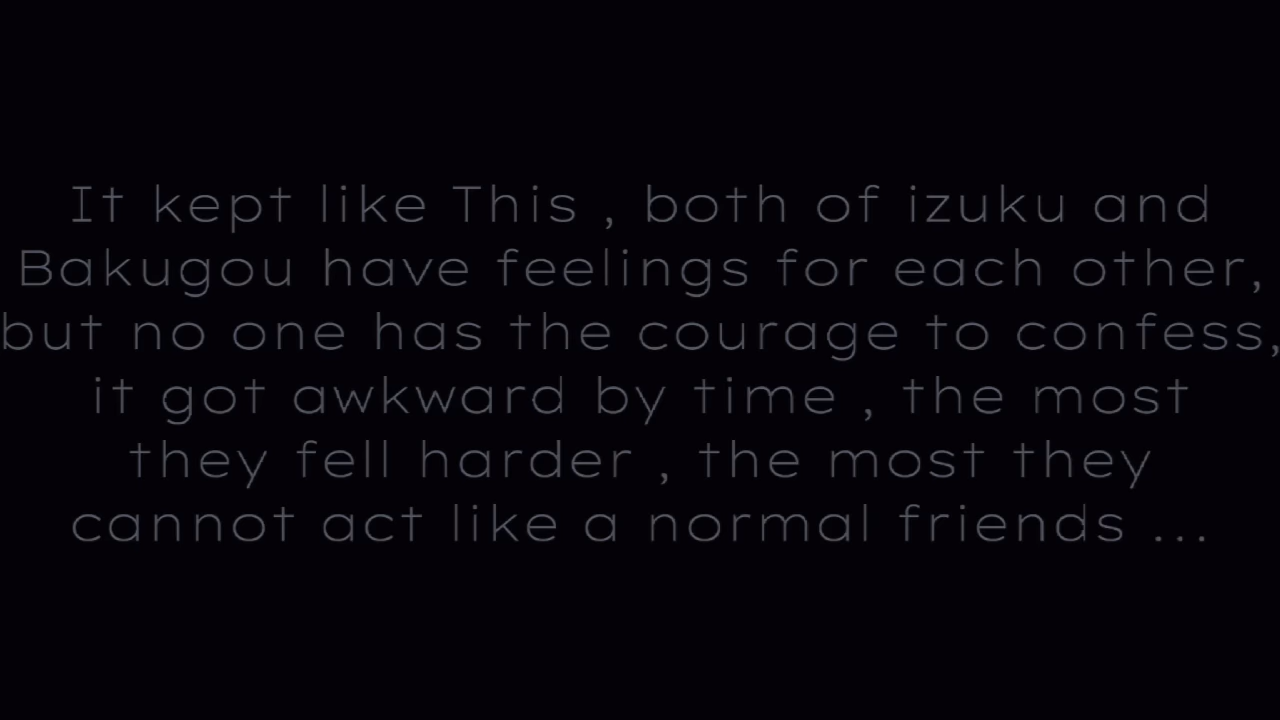 It kept like This , both of izuku and
Bakugou have feelings for each other,
but no one has the courage to confess,
it got awkward by time , the most
they fell harder , the most they
cannot act like a normal friends ...